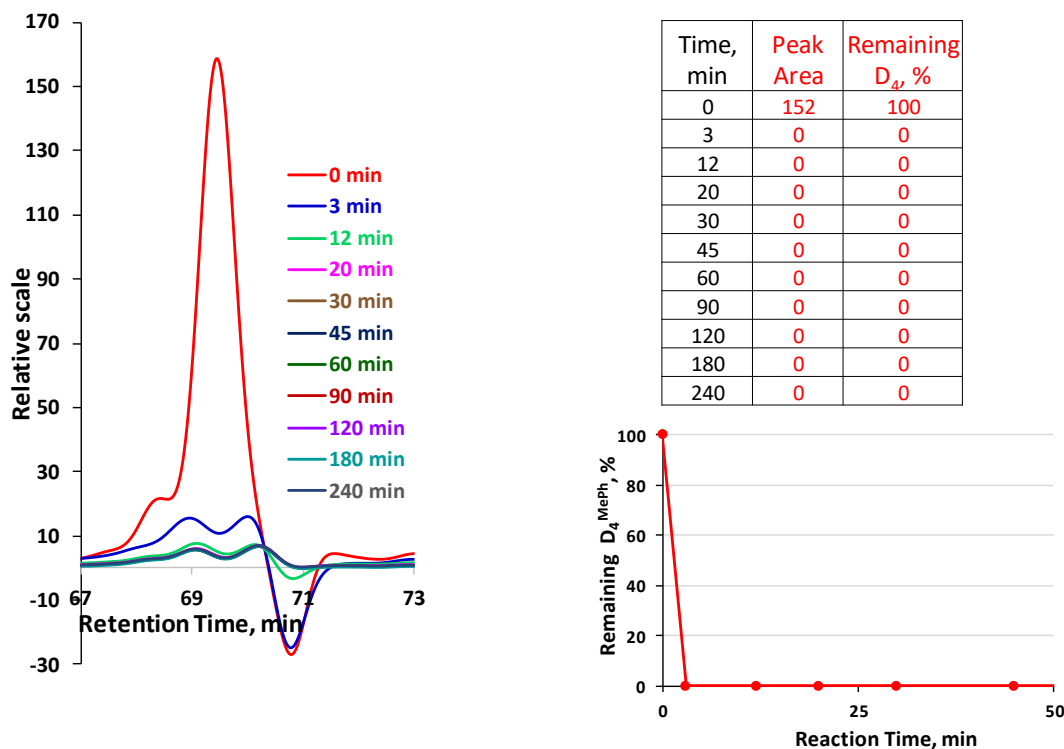 170
150
130
110
90
70
50
30
10
-10
-30
Relative scale
67
69
71
73
Retention Time, min
0 min
3 min
12 min
20 min
30 min
45 min
60 min
90 min
120 min
180 min
240 min
Time, min Peak Area Remaining D₄, %
0 152 100
3 0 0
12 0 0
20 0 0
30 0 0
45 0 0
60 0 0
90 0 0
120 0 0
180 0 0
240 0 0
100
80
60
40
20
0
Remaining D₄ᴹᵉᴾʰ, %
0
25
50
Reaction Time, min